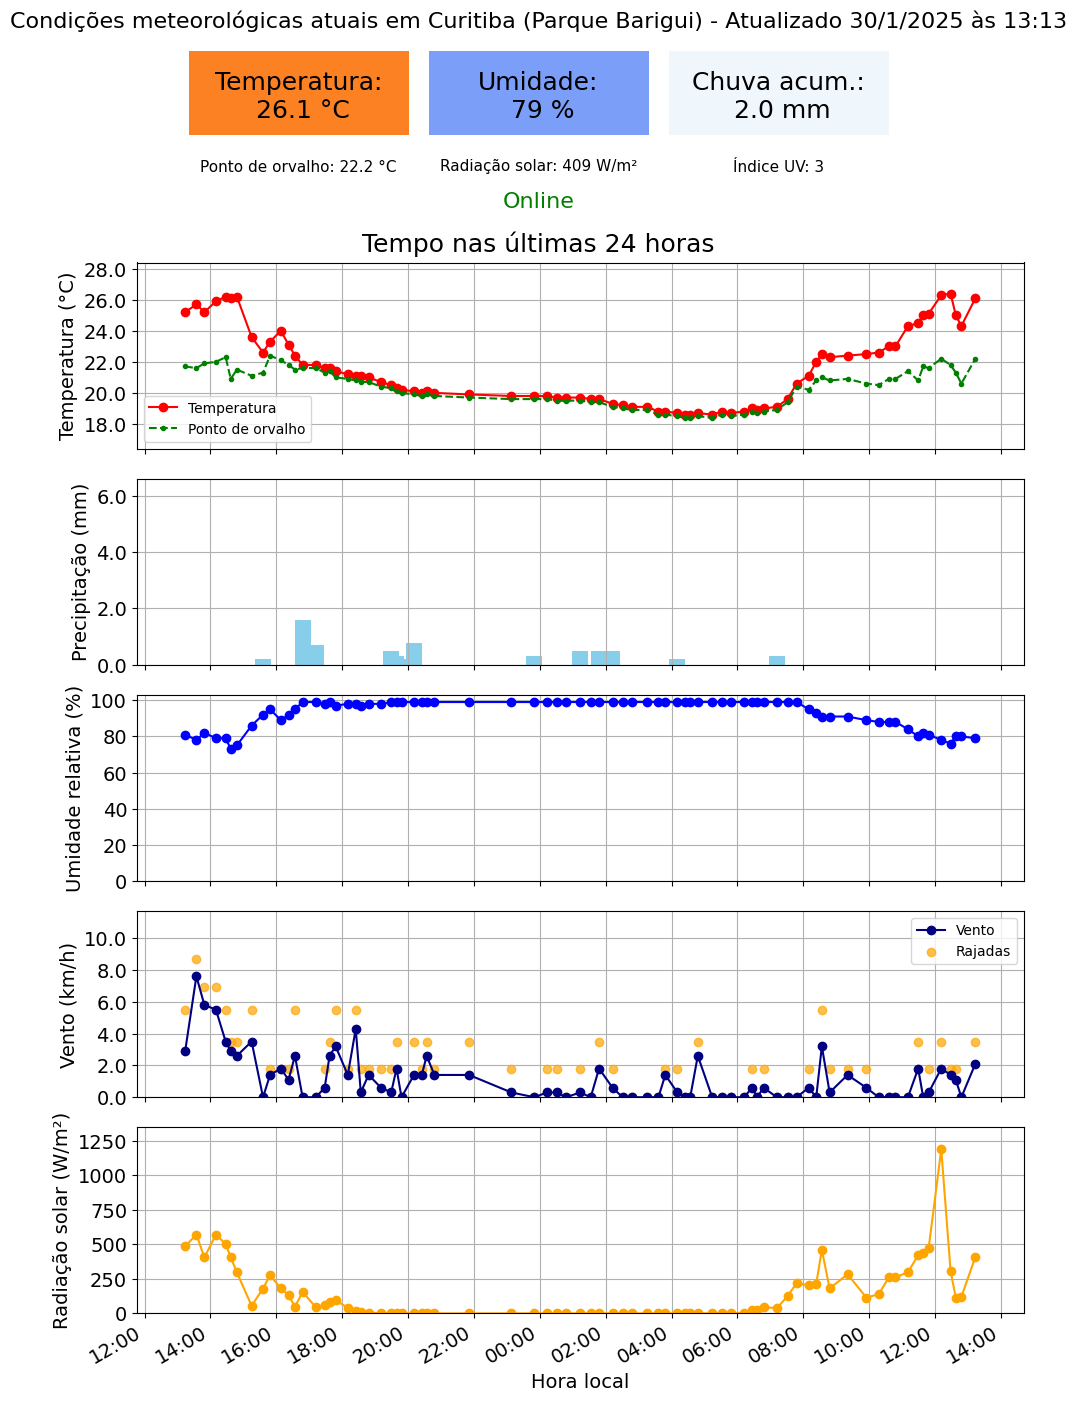 Condições meteorológicas atuais em Curitiba (Parque Barigui) - Atualizado 30/1/2025 às 13:13
Temperatura:
26.1 °C
Umidade:
79 %
Chuva acum.:
2.0 mm
Ponto de orvalho: 22.2 °C
Radiação solar: 409 W/m²
Índice UV: 3
Online
Tempo nas últimas 24 horas
Temperatura (°C)
28.0
26.0
24.0
22.0
20.0
18.0
Temperatura
Ponto de orvalho
Precipitação (mm)
6.0
4.0
2.0
0.0
Umidade relativa (%)
100
80
60
40
20
0
Vento (km/h)
10.0
8.0
6.0
4.0
2.0
0.0
Vento
Rajadas
Radiação solar (W/m²)
1250
1000
750
500
250
0
12:00
14:00
16:00
18:00
20:00
22:00
00:00
02:00
04:00
06:00
08:00
10:00
12:00
14:00
Hora local